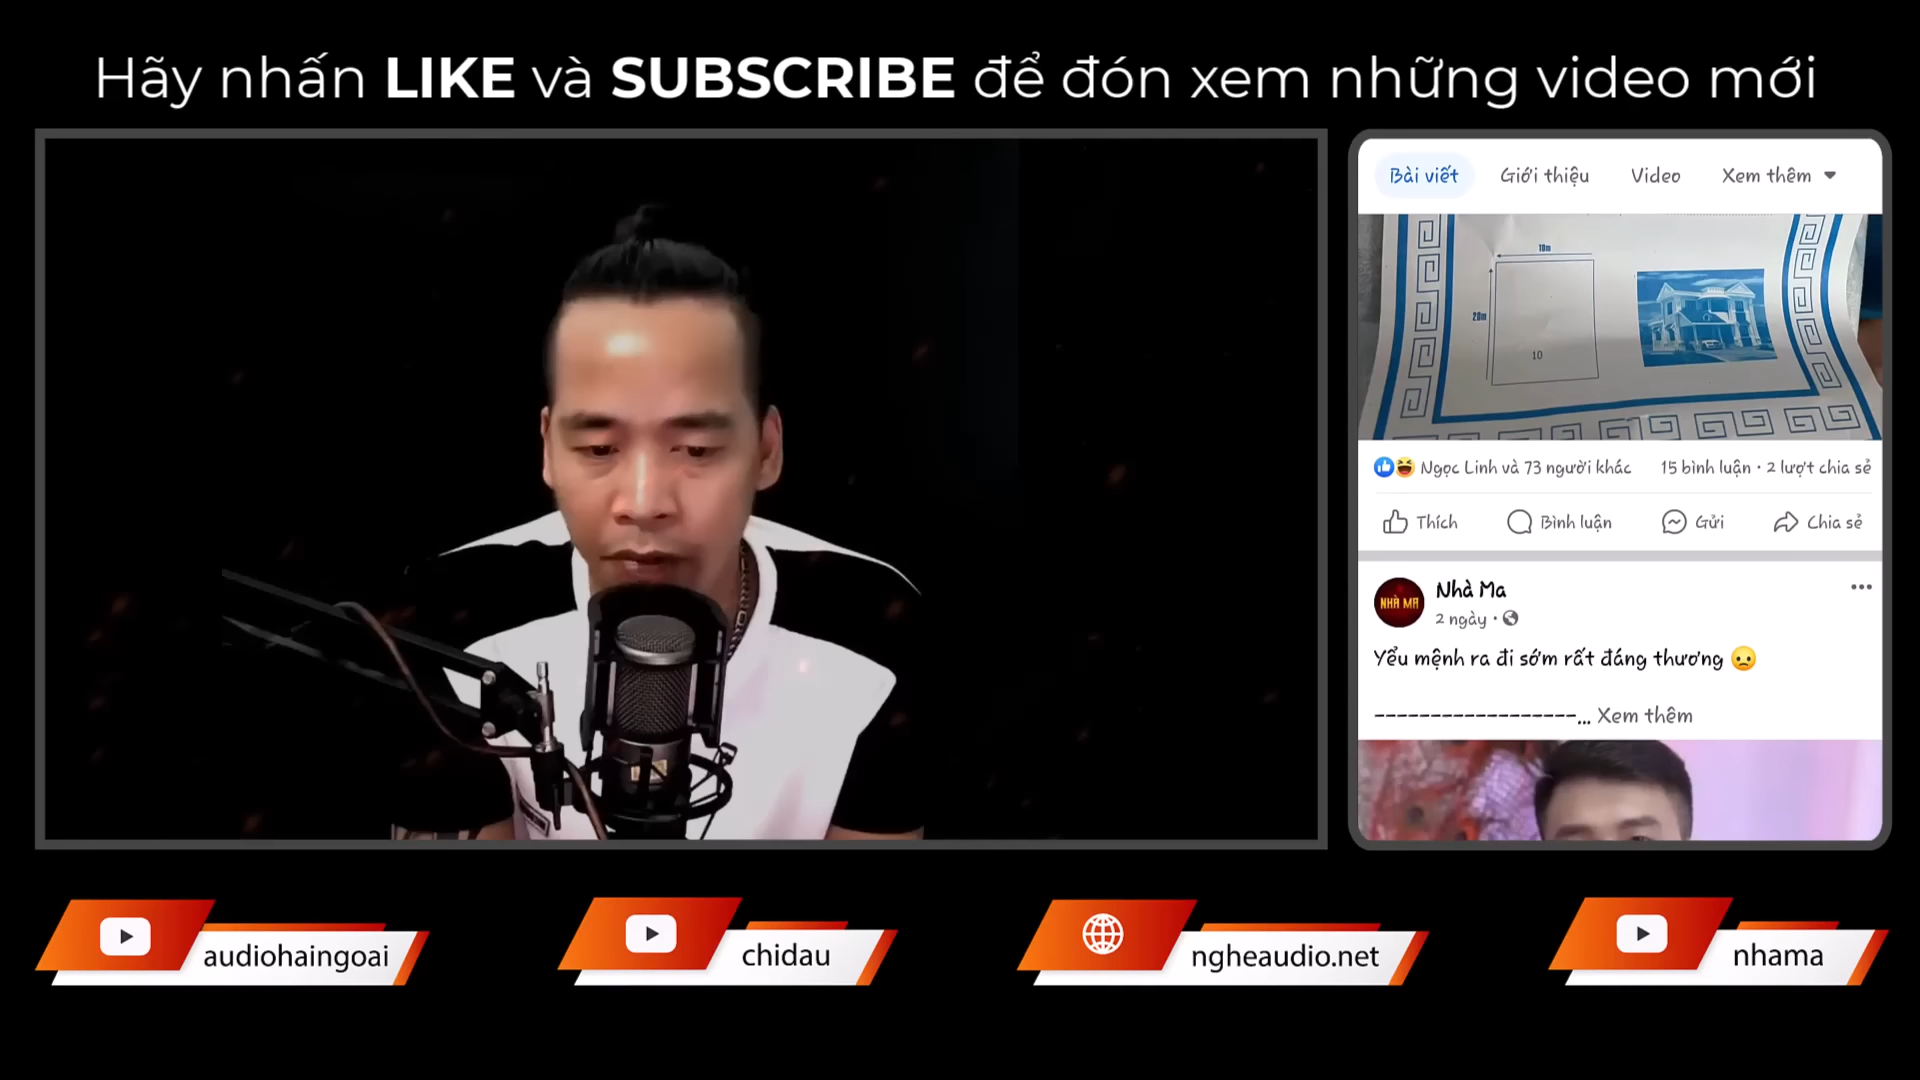 Hãy nhấn LIKE và SUBSCRIBE để đón xem những video mới
Bài viết
Giới thiệu
Video
Xem thêm
10m
20m
10
Ngọc Linh và 73 người khác
15 bình luận · 2 lượt chia sẻ
Thích
Bình luận
Gửi
Chia sẻ
NHÀ MA
Nhà Ma
2 ngày ·
Yểu mệnh ra đi sớm rất đáng thương 😞
------------------... Xem thêm
audiohaingoai
chidau
ngheaudio.net
nhama